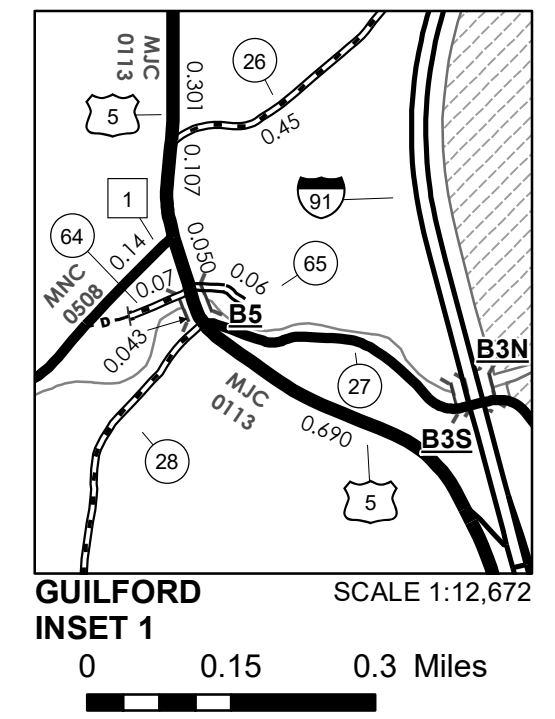 MJC
0113
0.301
26
5
0.45
0.107
1
91
64
0.14
0.050
65
MNC
0508
0.07
0.06
D
B5
0.043
B3N
27
MJC
0113
0.690
B3S
28
5
GUILFORD
INSET 1
SCALE 1:12,672
0 0.15 0.3 Miles